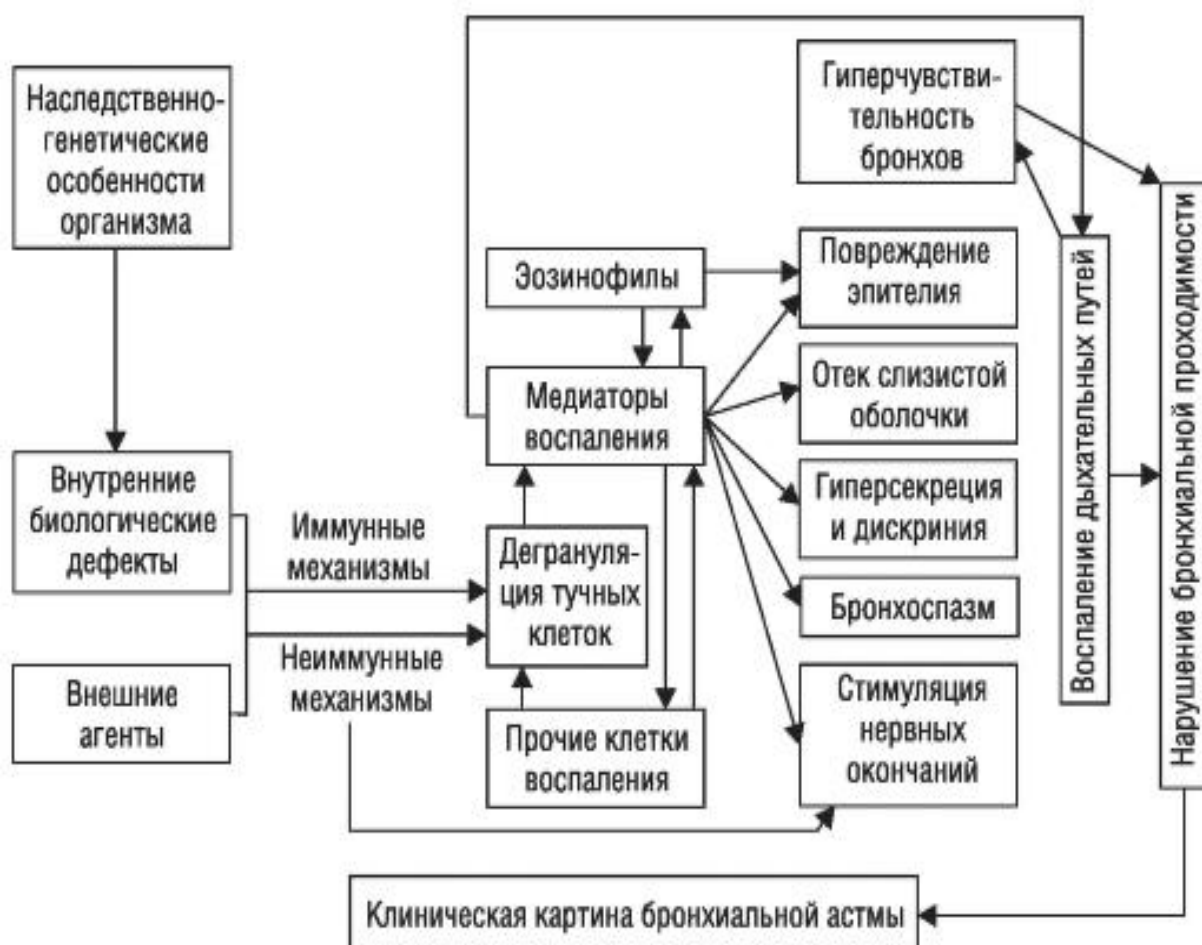 Наследственно-
генетические
особенности
организма
Внутренние
биологические
дефекты
Внешние
агенты
Иммунные
механизмы
Неиммунные
механизмы
Эозинофилы
Медиаторы
воспаления
Дегрануля-
ция тучных
клеток
Прочие клетки
воспаления
Гиперчувстви-
тельность
бронхов
Повреждение
эпителия
Отек слизистой
оболочки
Гиперсекреция
и дискриния
Бронхоспазм
Стимуляция
нервных
окончаний
Воспаление дыхательных путей
Нарушение бронхиальной проходимости
Клиническая картина бронхиальной астмы